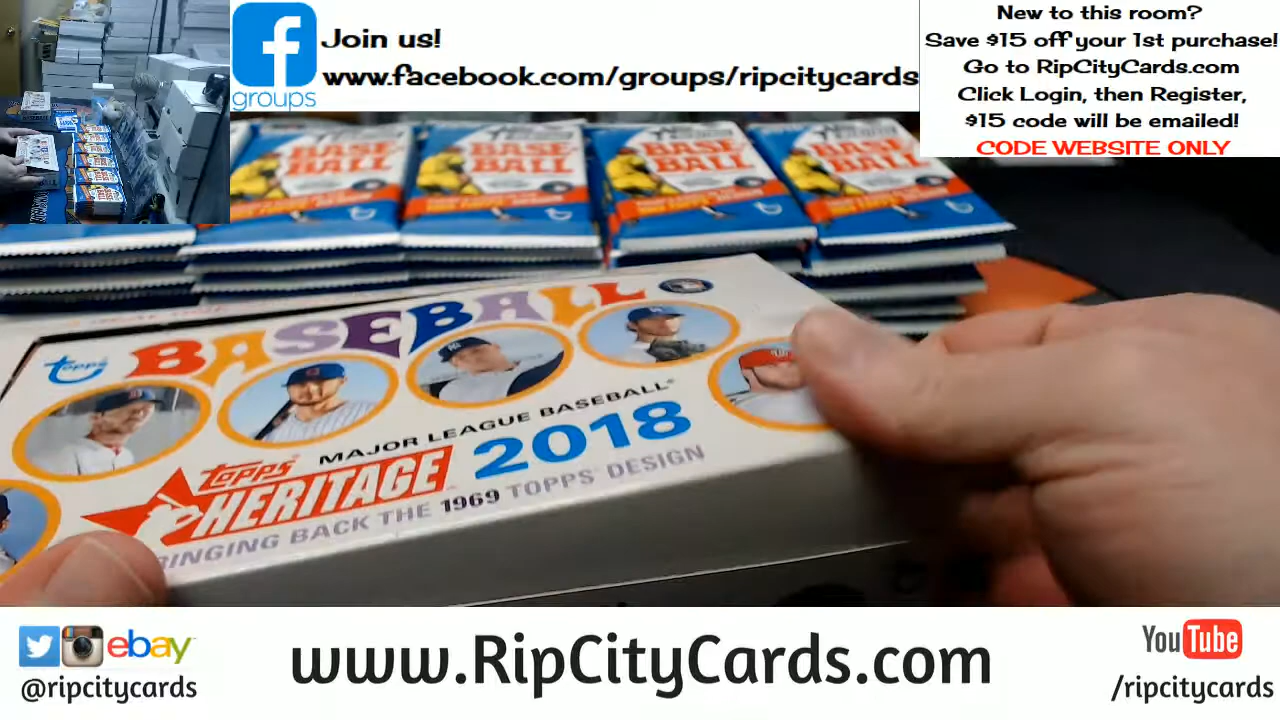 Join us!
www.facebook.com/groups/ripcitycards
groups
New to this room?
Save $15 off your 1st purchase!
Go to RipCityCards.com
Click Login, then Register,
$15 code will be emailed!
CODE WEBSITE ONLY
BASE
BALL
BASE
BALL
BASE
BALL
BASE
BALL
Topps
BASEBALL
MAJOR LEAGUE BASEBALL
TOPPS
HERITAGE
2018
BRINGING BACK THE 1969 TOPPS DESIGN
ebay
@ripcitycards
www.RipCityCards.com
YouTube
/ripcitycards